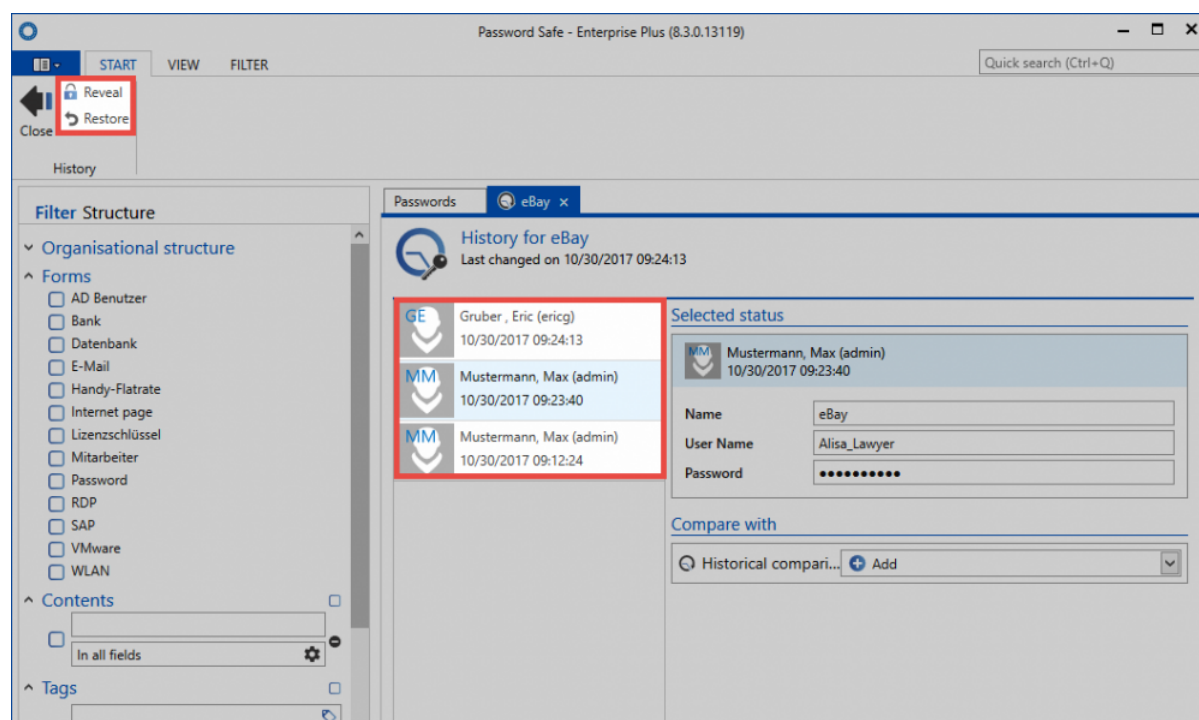 Password Safe - Enterprise Plus (8.3.0.13119)
START VIEW FILTER
Quick search (Ctrl+Q)
Reveal
Restore
Close
History
Filter Structure
Organisational structure
Forms
AD Benutzer
Bank
Datenbank
E-Mail
Handy-Flatrate
Internet page
Lizenzschlüssel
Mitarbeiter
Password
RDP
SAP
VMware
WLAN
Contents
In all fields
Tags
Passwords
eBay
History for eBay
Last changed on 10/30/2017 09:24:13
GE
Gruber , Eric (ericg)
10/30/2017 09:24:13
MM
Mustermann, Max (admin)
10/30/2017 09:23:40
MM
Mustermann, Max (admin)
10/30/2017 09:12:24
Selected status
MM
Mustermann, Max (admin)
10/30/2017 09:23:40
Name eBay
User Name Alisa_Lawyer
Password ●●●●●●●●●●
Compare with
Historical compari... Add